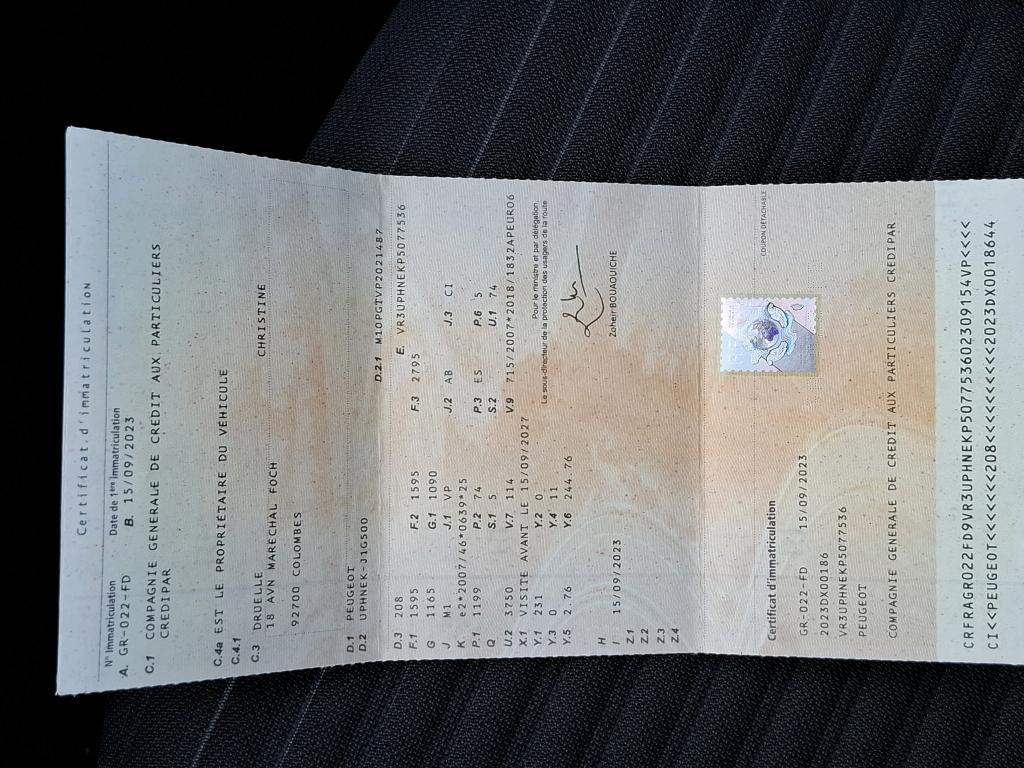 Certificat d'immatriculation
N° Immatriculation Date de 1ère immatriculation
A. GR-022-FD B. 15/09/2023
C.1 COMPAGNIE GENERALE DE CREDIT AUX PARTICULIERS
CREDIPAR
C.4a EST LE PROPRIÉTAIRE DU VÉHICULE
C.4.1
C.3 DRUELLE CHRISTINE
18 AVN MARECHAL FOCH
92700 COLOMBES
D.1 PEUGEOT D.2.1 M10PGTVP2021487
D.2 UPHNEK-J1G500
D.3 208 E. VR3UPHNEKP5077536
F.1 1595 F.2 1595 F.3 2795
G 1165 G.1 1090
J M1 J.1 VP J.2 AB J.3 CI
K e2*2007/46*0639*25
P.1 1199 P.2 74 P.3 ES P.6 5
Q S.1 5 S.2 U.1 74
U.2 3750 V.7 114 V.9 715/2007*2018/1832APEURO6
X.1 VISITE AVANT LE 15/09/2027
Pour le ministre et par délégation,
Y.1 231 Y.2 0 Le sous-directeur de la protection des usagers de la route
Y.3 0 Y.4 11
Y.5 2.76 Y.6 244.76
H
I 15/09/2023 Zoheir BOUAOUICHE
Z.1
Z.2
Z.3
Z.4
COUPON DÉTACHABLE
Certificat d'immatriculation
GR-022-FD 15/09/2023
2023DX00186
VR3UPHNEKP5077536
PEUGEOT
COMPAGNIE GENERALE DE CREDIT AUX PARTICULIERS CREDIPAR
CRFRAGR022FD9VR3UPHNEKP507753602309154VP<<<<
CI<<PEUGEOT<<<<<<208<<<<<<<<<<2023DX0018644